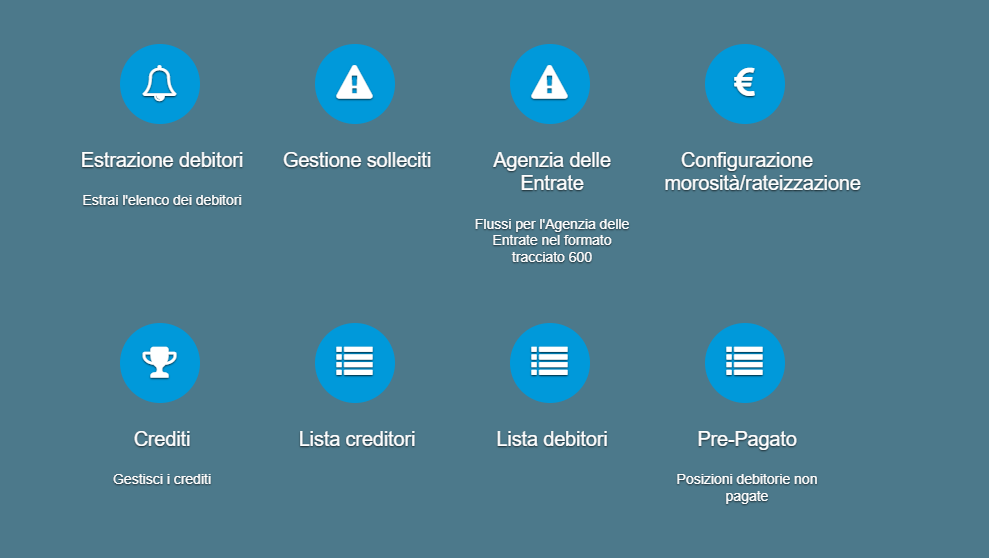 Estrazione debitori
Estrai l'elenco dei debitori
Gestione solleciti
Agenzia delle
Entrate
Flussi per l'Agenzia delle
Entrate nel formato
tracciato 600
Configurazione
morosità/rateizzazione
Crediti
Gestisci i crediti
Lista creditori
Lista debitori
Pre-Pagato
Posizioni debitorie non
pagate